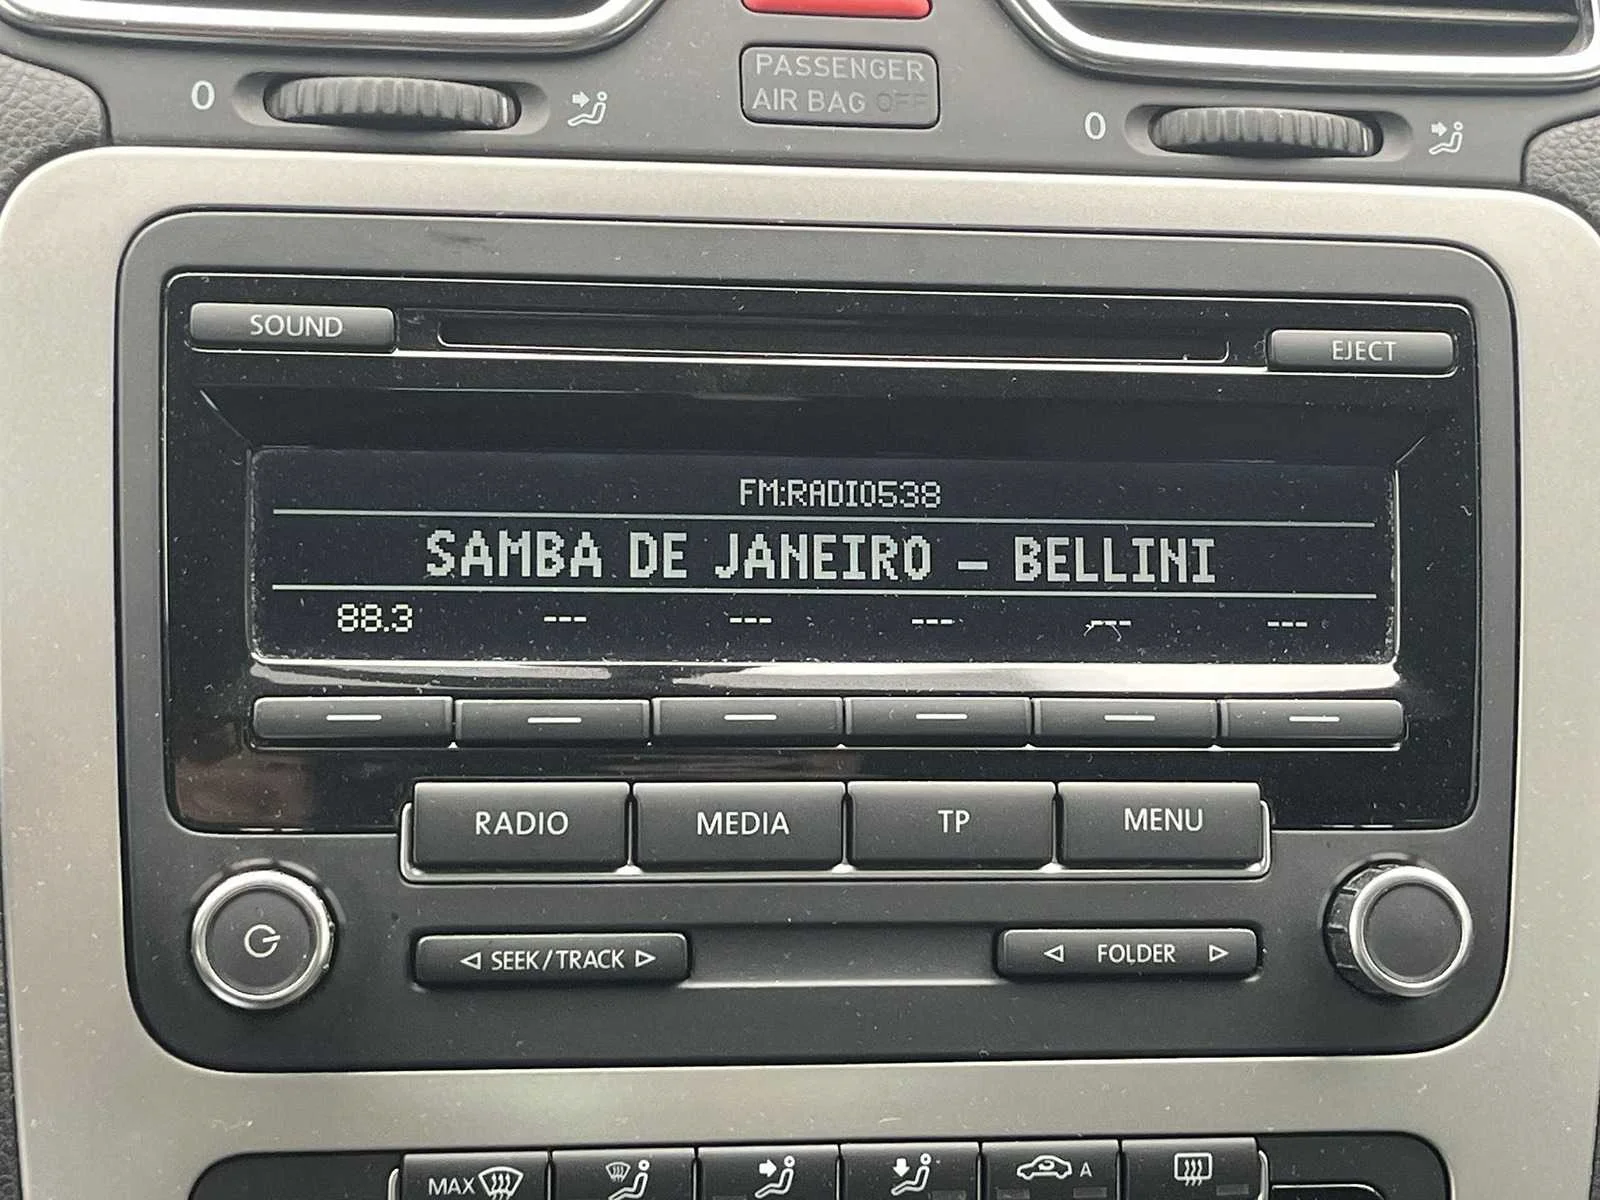 PASSENGER
AIR BAG OFF
0
0
SOUND
EJECT
FM:RADIO538
SAMBA DE JANEIRO – BELLINI
88.3 --- --- --- --- ---
RADIO MEDIA TP MENU
SEEK/TRACK
FOLDER
MAX
A